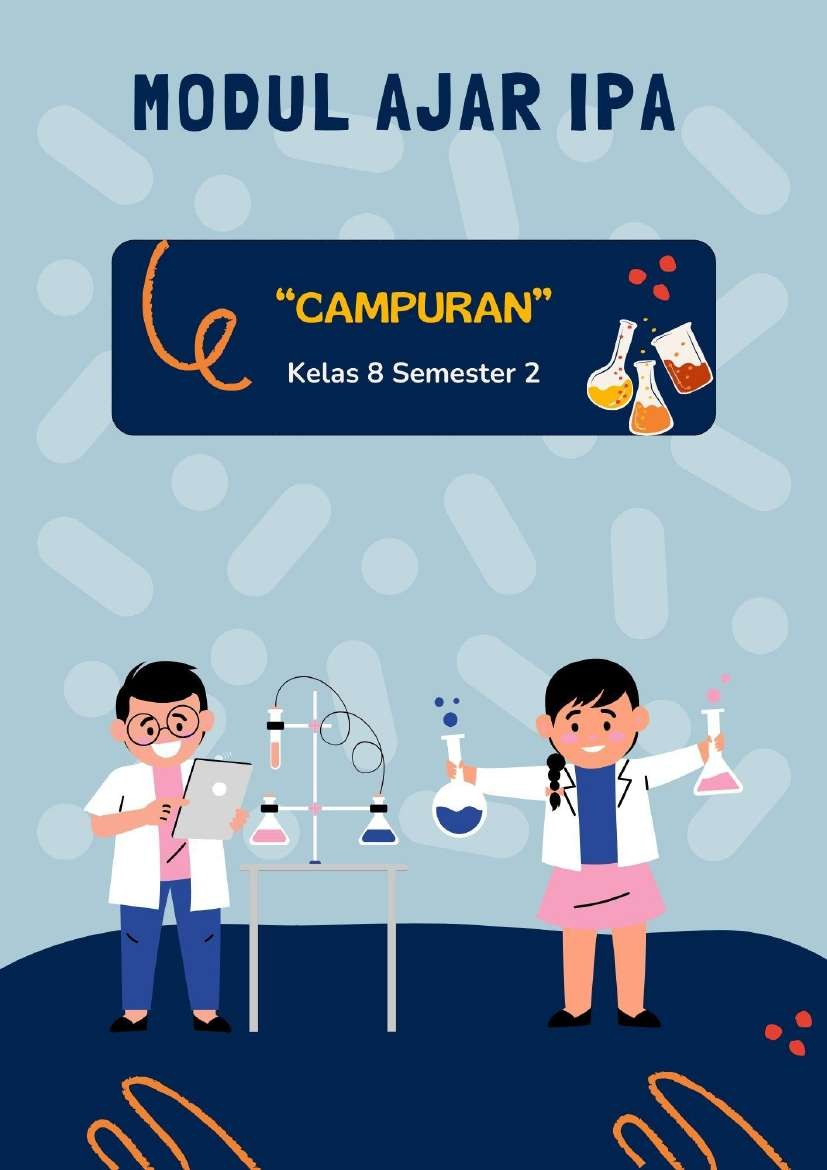 MODUL AJAR IPA
“CAMPURAN”
Kelas 8 Semester 2